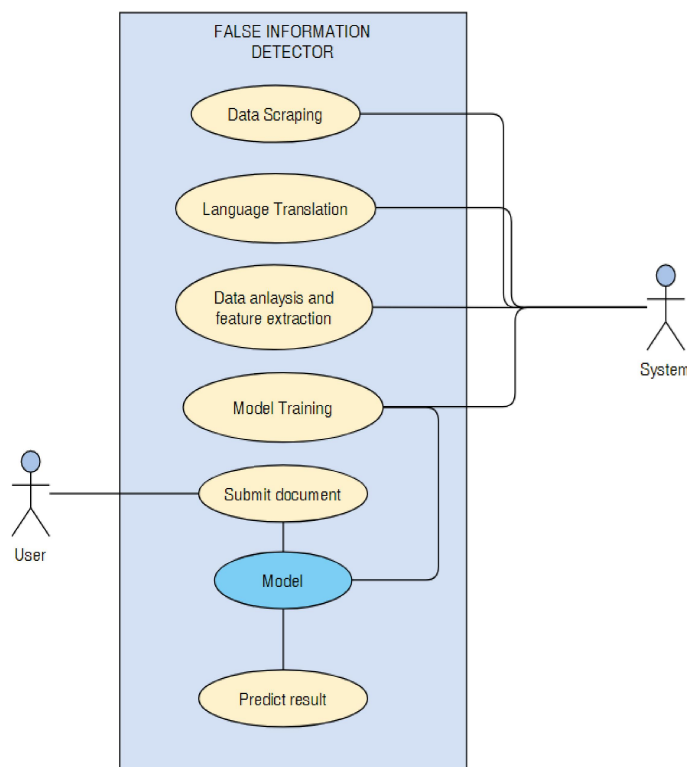 FALSE INFORMATION
DETECTOR
Data Scraping
Language Translation
Data anlaysis and
feature extraction
System
Model Training
Submit document
User
Model
Predict result